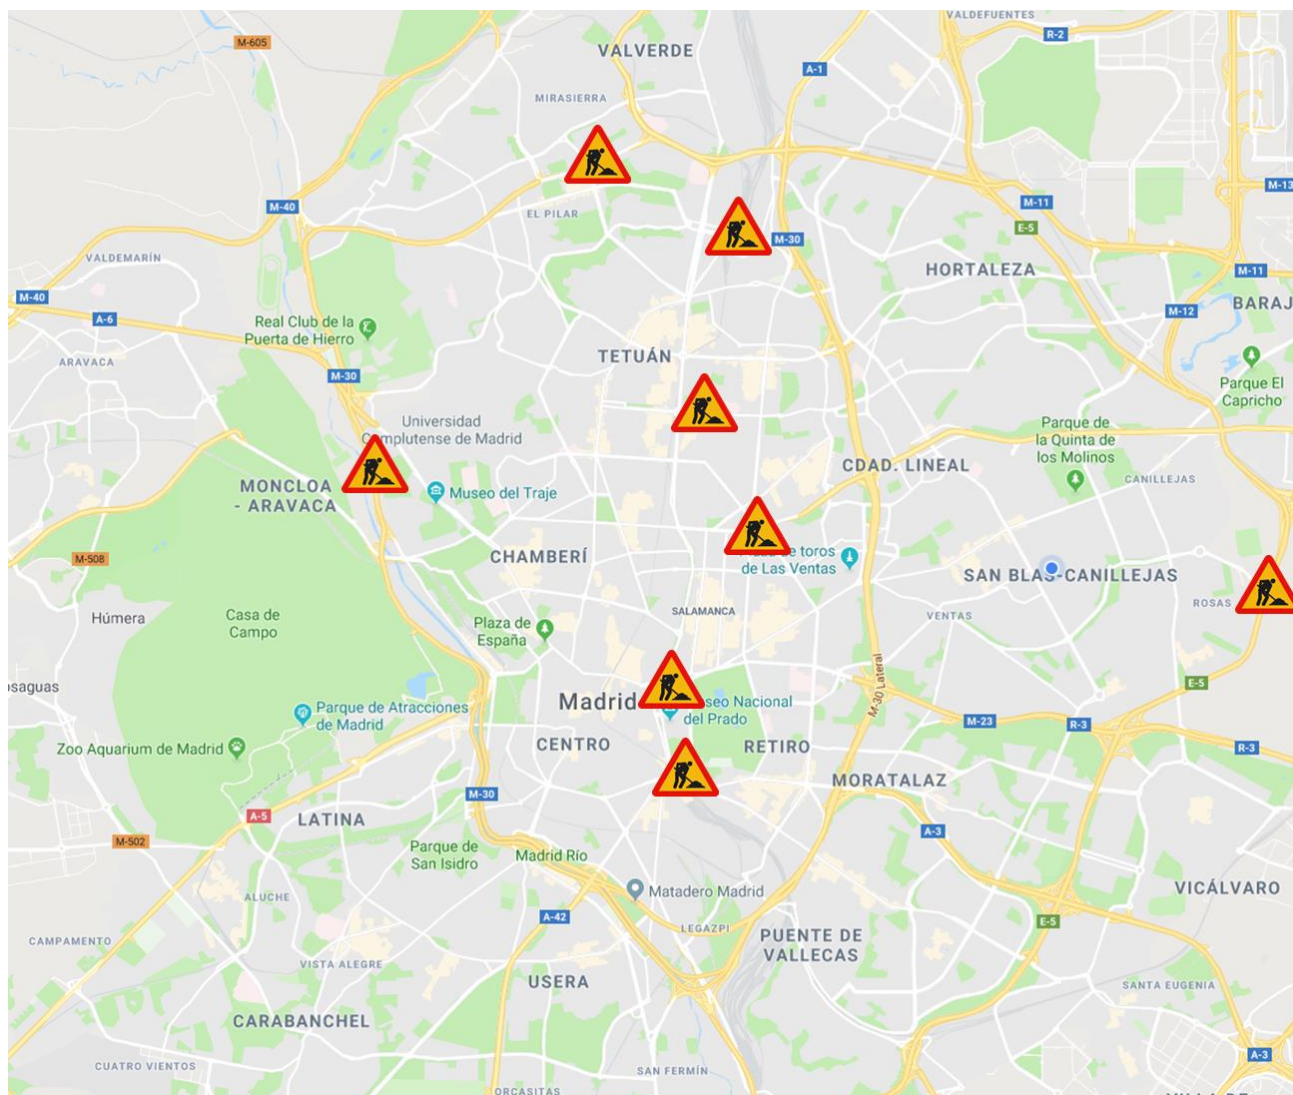 VALDEFUENTES
M-605
R-2
VALVERDE
A-1
MIRASIERRA
M-13
M-40
EL PILAR
M-11
E-5
M-30
VALDEMARÍN
HORTALEZA
M-11
M-40
BARAJ
A-6
M-12
Real Club de la
Puerta de Hierro
TETUÁN
ARAVACA
M-30
Parque El
Capricho
Universidad
Complutense de Madrid
Parque de
la Quinta de
los Molinos
CDAD. LINEAL
CANILLEJAS
MONCLOA
- ARAVACA
Museo del Traje
M-508
CHAMBERÍ
de toros
de Las Ventas
SAN BLAS-CANILLEJAS
ROSAS
Húmera
Casa de
Campo
SALAMANCA
VENTAS
Plaza de
España
M-30 Lateral
osaguas
E-5
Madrid
Museo Nacional
del Prado
Parque de Atracciones
de Madrid
M-23
R-3
Zoo Aquarium de Madrid
CENTRO
RETIRO
R-3
MORATALAZ
M-30
A-5
LATINA
A-3
M-502
Parque de
San Isidro
Madrid Río
Matadero Madrid
VICÁLVARO
ALUCHE
A-42
E-5
LEGAZPI
CAMPAMENTO
PUENTE DE
VALLECAS
VISTA ALEGRE
USERA
SANTA EUGENIA
CARABANCHEL
A-3
CUATRO VIENTOS
SAN FERMÍN
ORCASITAS